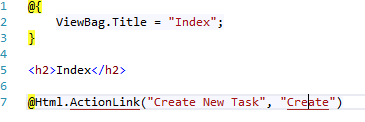 1 @{
2 ViewBag.Title = "Index";
3 }
4
5 <h2>Index</h2>
6
7 @Html.ActionLink("Create New Task", "Create")